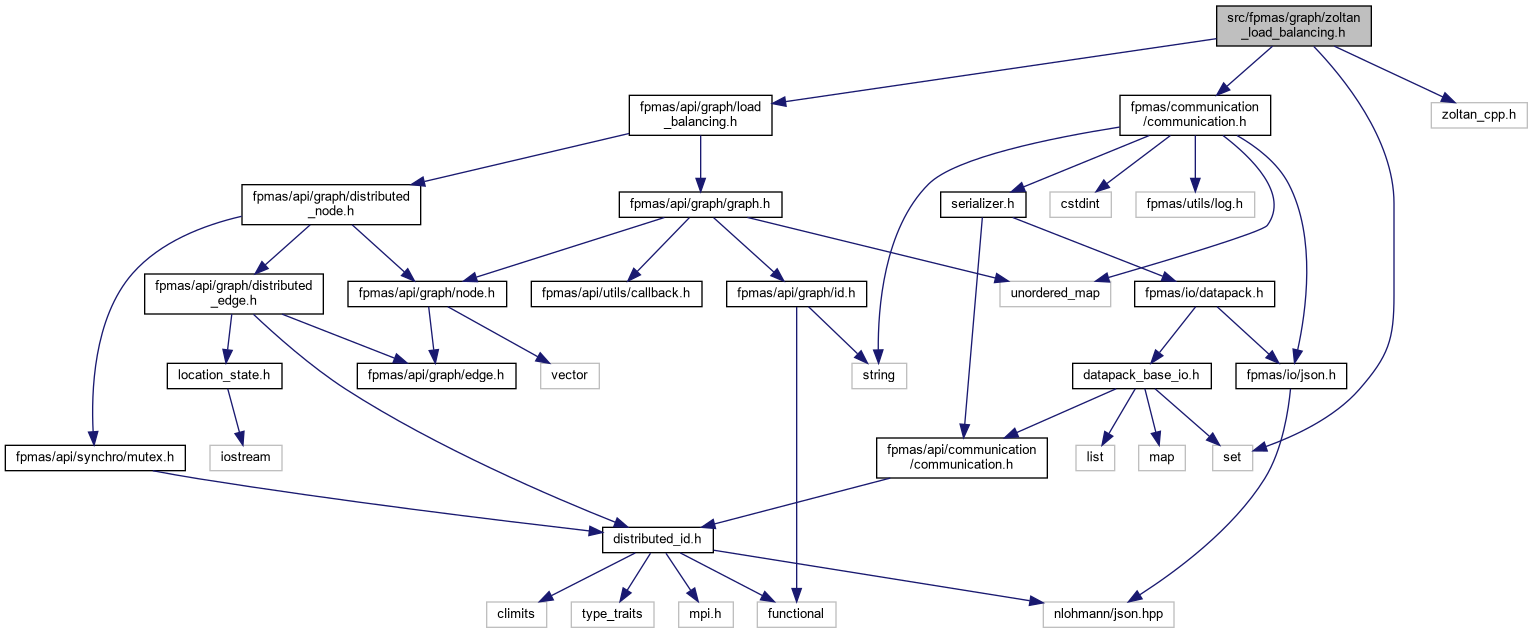 src/fpmas/graph/zoltan
_load_balancing.h
fpmas/api/graph/load
_balancing.h
fpmas/communication
/communication.h
zoltan_cpp.h
fpmas/api/graph/distributed
_node.h
fpmas/api/graph/graph.h
serializer.h
cstdint
fpmas/utils/log.h
fpmas/api/graph/distributed
_edge.h
fpmas/api/graph/node.h
fpmas/api/utils/callback.h
fpmas/api/graph/id.h
unordered_map
fpmas/io/datapack.h
location_state.h
fpmas/api/graph/edge.h
vector
string
datapack_base_io.h
fpmas/io/json.h
fpmas/api/synchro/mutex.h
iostream
fpmas/api/communication
/communication.h
list
map
set
distributed_id.h
climits
type_traits
mpi.h
functional
nlohmann/json.hpp